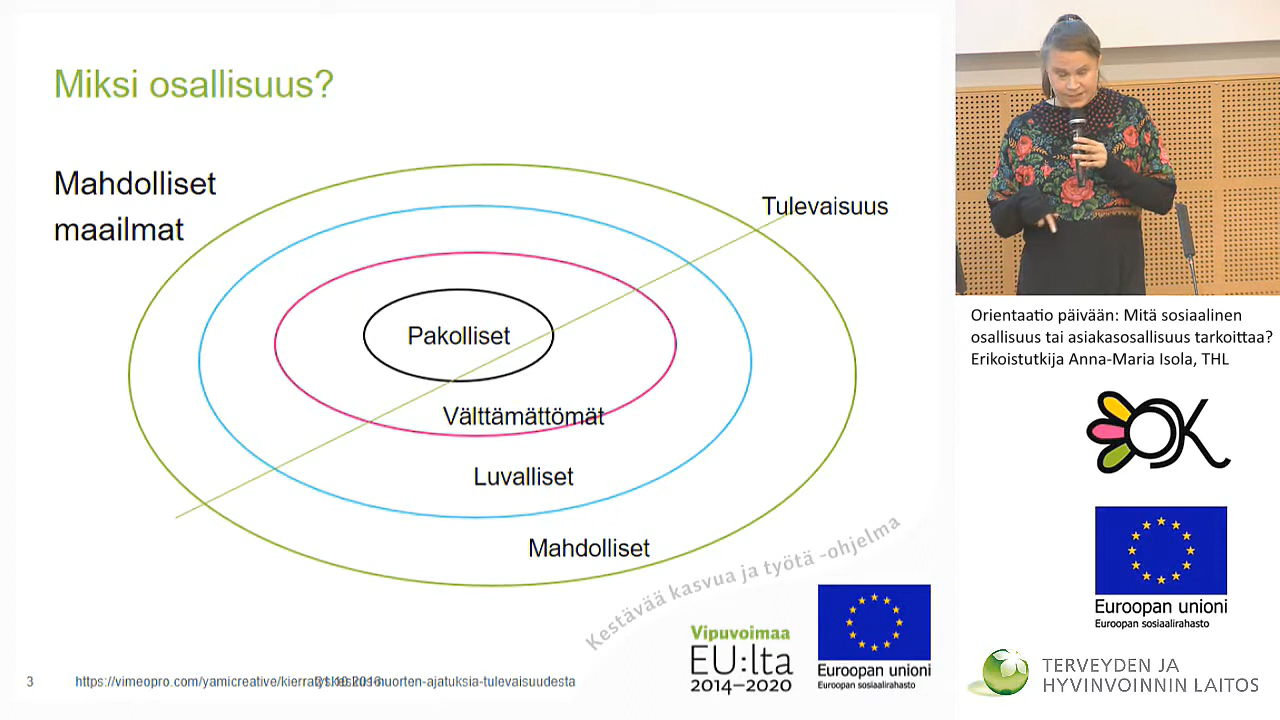 Miksi osallisuus?
Mahdolliset
maailmat
Tulevaisuus
Pakolliset
Välttämättömät
Luvalliset
Mahdolliset
Kestävää kasvua ja työtä -ohjelma
Vipuvoimaa
EU:lta
2014–2020
Euroopan unioni
Euroopan sosiaalirahasto
3
Orientaatio päivään: Mitä sosiaalinen
osallisuus tai asiakasosallisuus tarkoittaa?
Erikoistutkija Anna-Maria Isola, THL
OK
Euroopan unioni
Euroopan sosiaalirahasto
TERVEYDEN JA
HYVINVOINNIN LAITOS